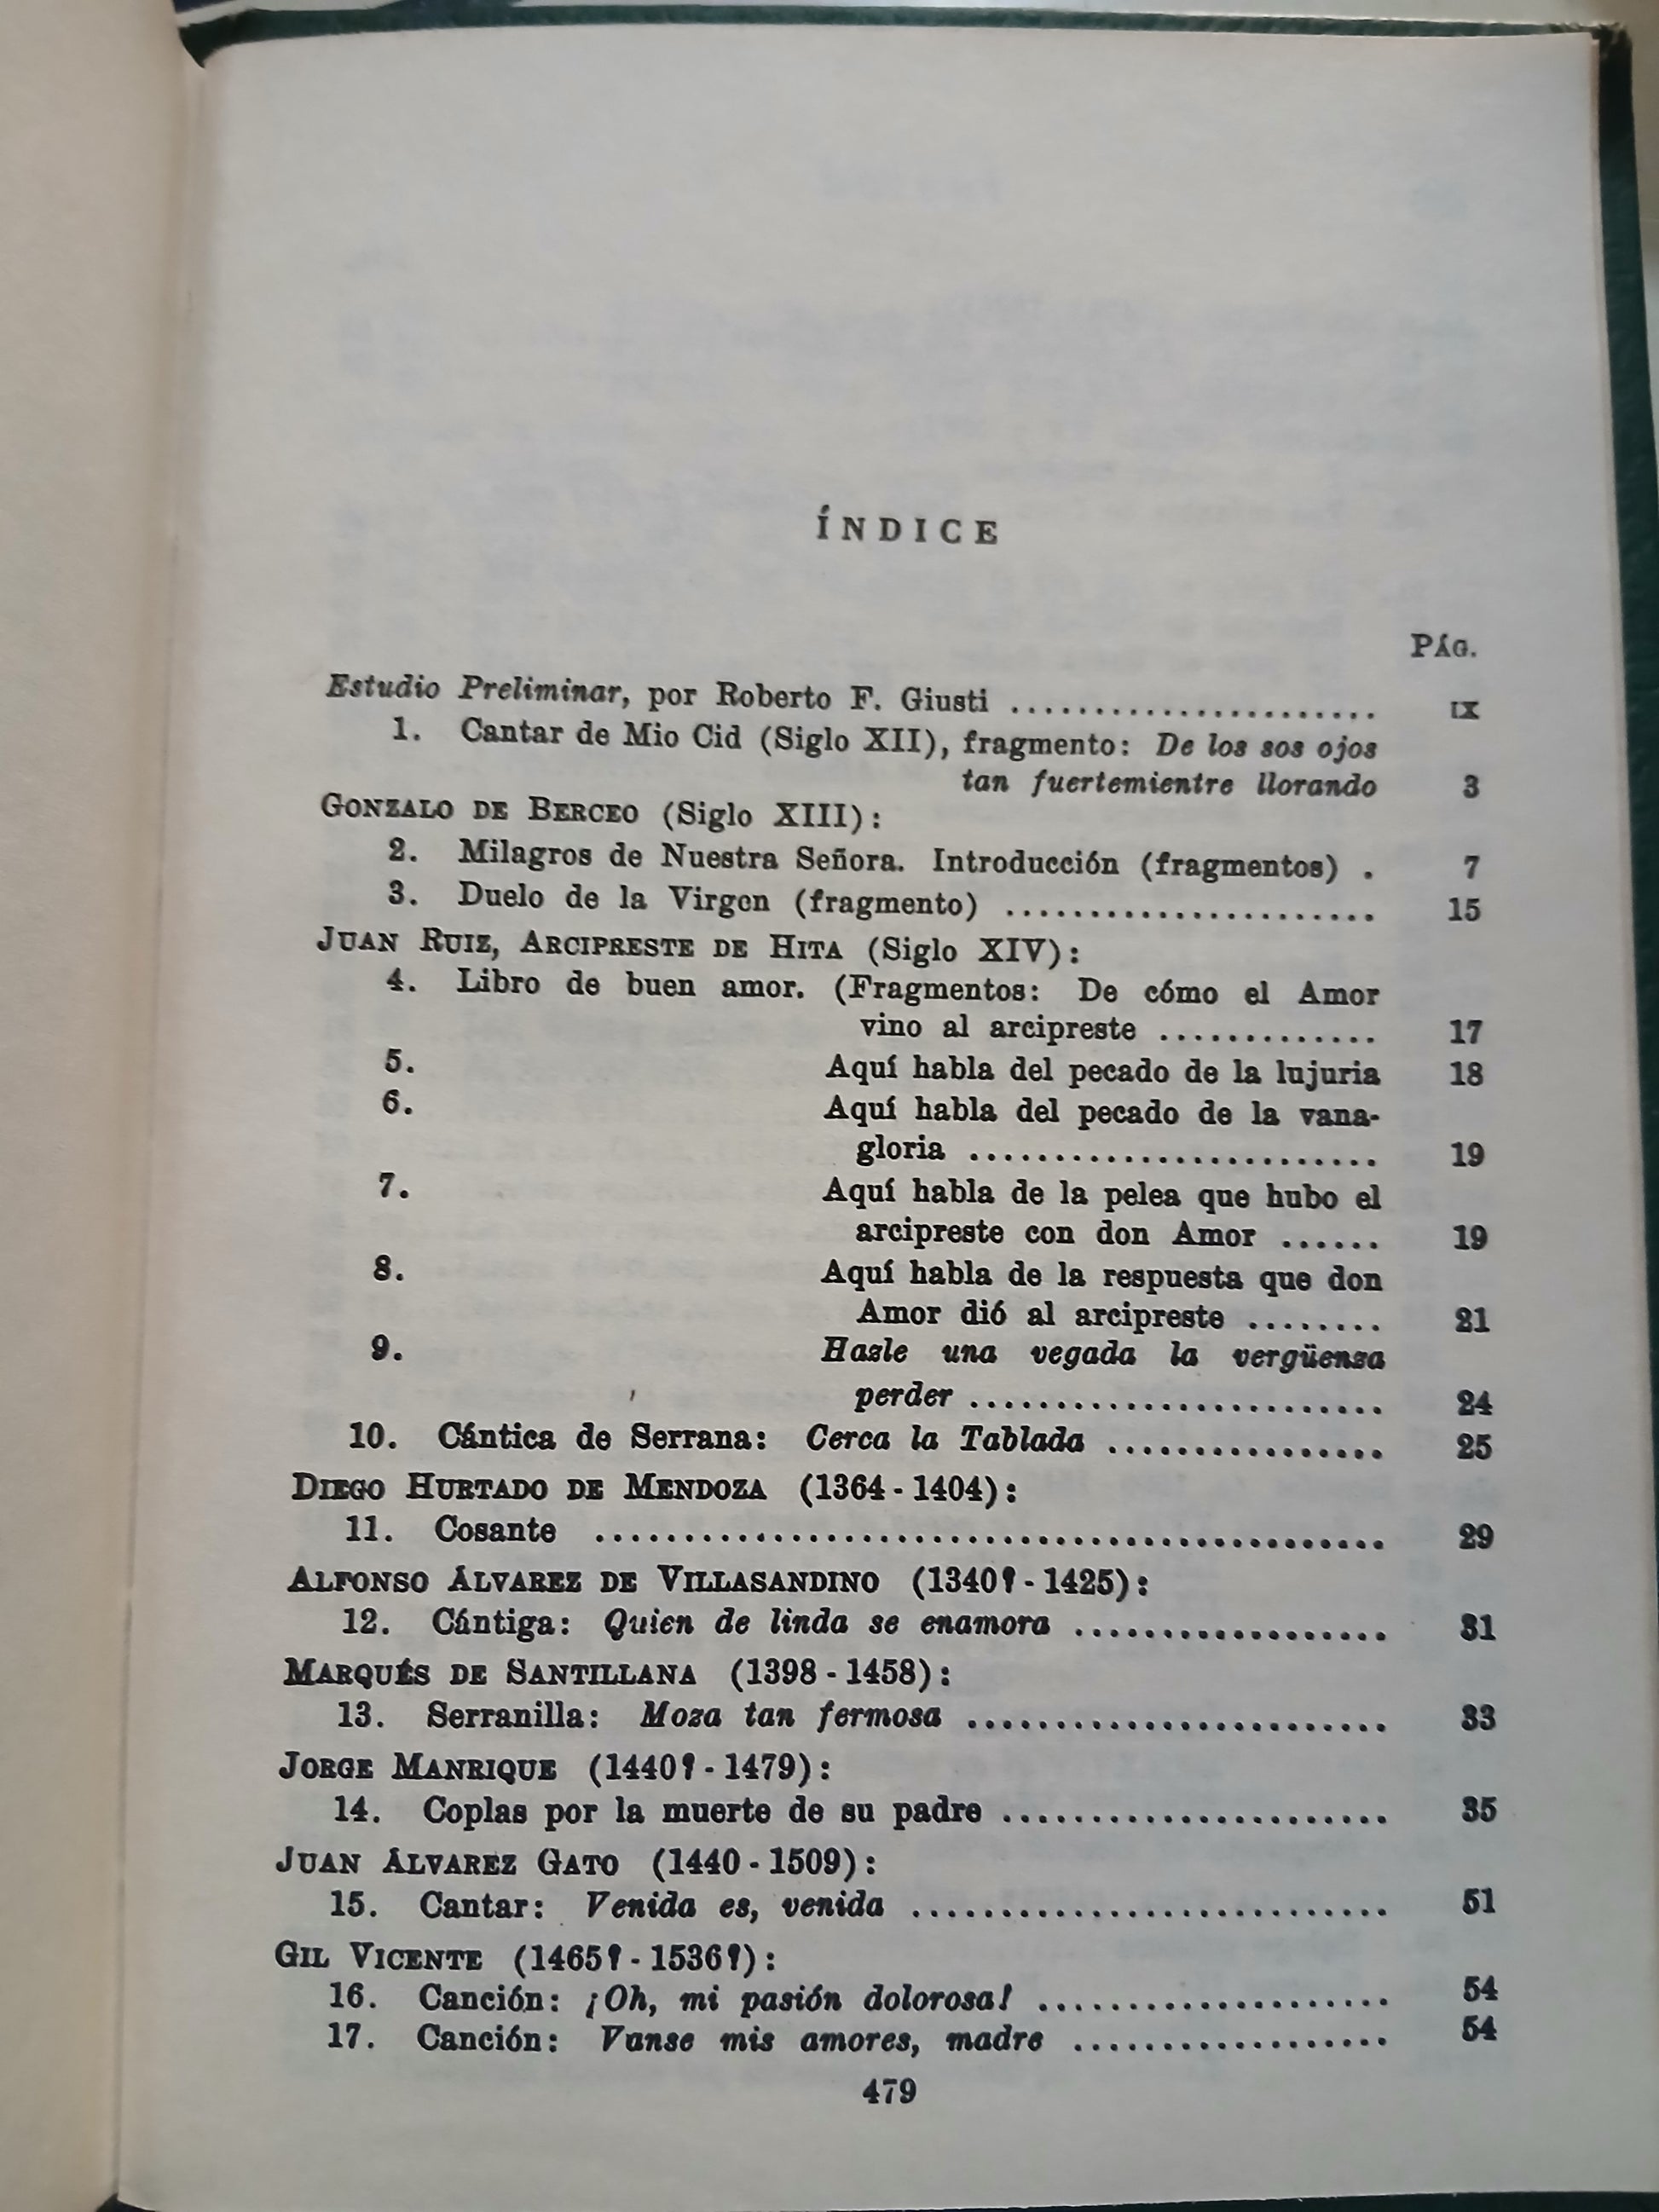 ÍNDICE
PÁG.
Estudio Preliminar, por Roberto F. Giusti ...................... IX
1. Cantar de Mio Cid (Siglo XII), fragmento: De los sos ojos
tan fuertemientre llorando 3
GONZALO DE BERCEO (Siglo XIII):
2. Milagros de Nuestra Señora. Introducción (fragmentos) . 7
3. Duelo de la Virgen (fragmento) ...................... 15
JUAN RUIZ, ARCIPRESTE DE HITA (Siglo XIV):
4. Libro de buen amor. (Fragmentos: De cómo el Amor
vino al arcipreste ............. 17
5. Aquí habla del pecado de la lujuria 18
6. Aquí habla del pecado de la vana-
gloria ........................ 19
7. Aquí habla de la pelea que hubo el
arcipreste con don Amor ...... 19
8. Aquí habla de la respuesta que don
Amor dió al arcipreste ........ 21
9. Hazle una vegada la vergüenza
perder ........................ 24
10. Cántica de Serrana: Cerca la Tablada ................ 25
DIEGO HURTADO DE MENDOZA (1364 - 1404):
11. Cosante ............................................. 29
ALFONSO ÁLVAREZ DE VILLASANDINO (1340? - 1425):
12. Cántiga: Quien de linda se enamora .................. 31
MARQUÉS DE SANTILLANA (1398 - 1458):
13. Serranilla: Moza tan fermosa ........................ 33
JORGE MANRIQUE (1440? - 1479):
14. Coplas por la muerte de su padre ...................... 35
JUAN ÁLVAREZ GATO (1440 - 1509):
15. Cantar: Venida es, venida ........................... 51
GIL VICENTE (1465? - 1536?):
16. Canción: ¡Oh, mi pasión dolorosa! .................... 54
17. Canción: Vanse mis amores, madre .................. 54
479